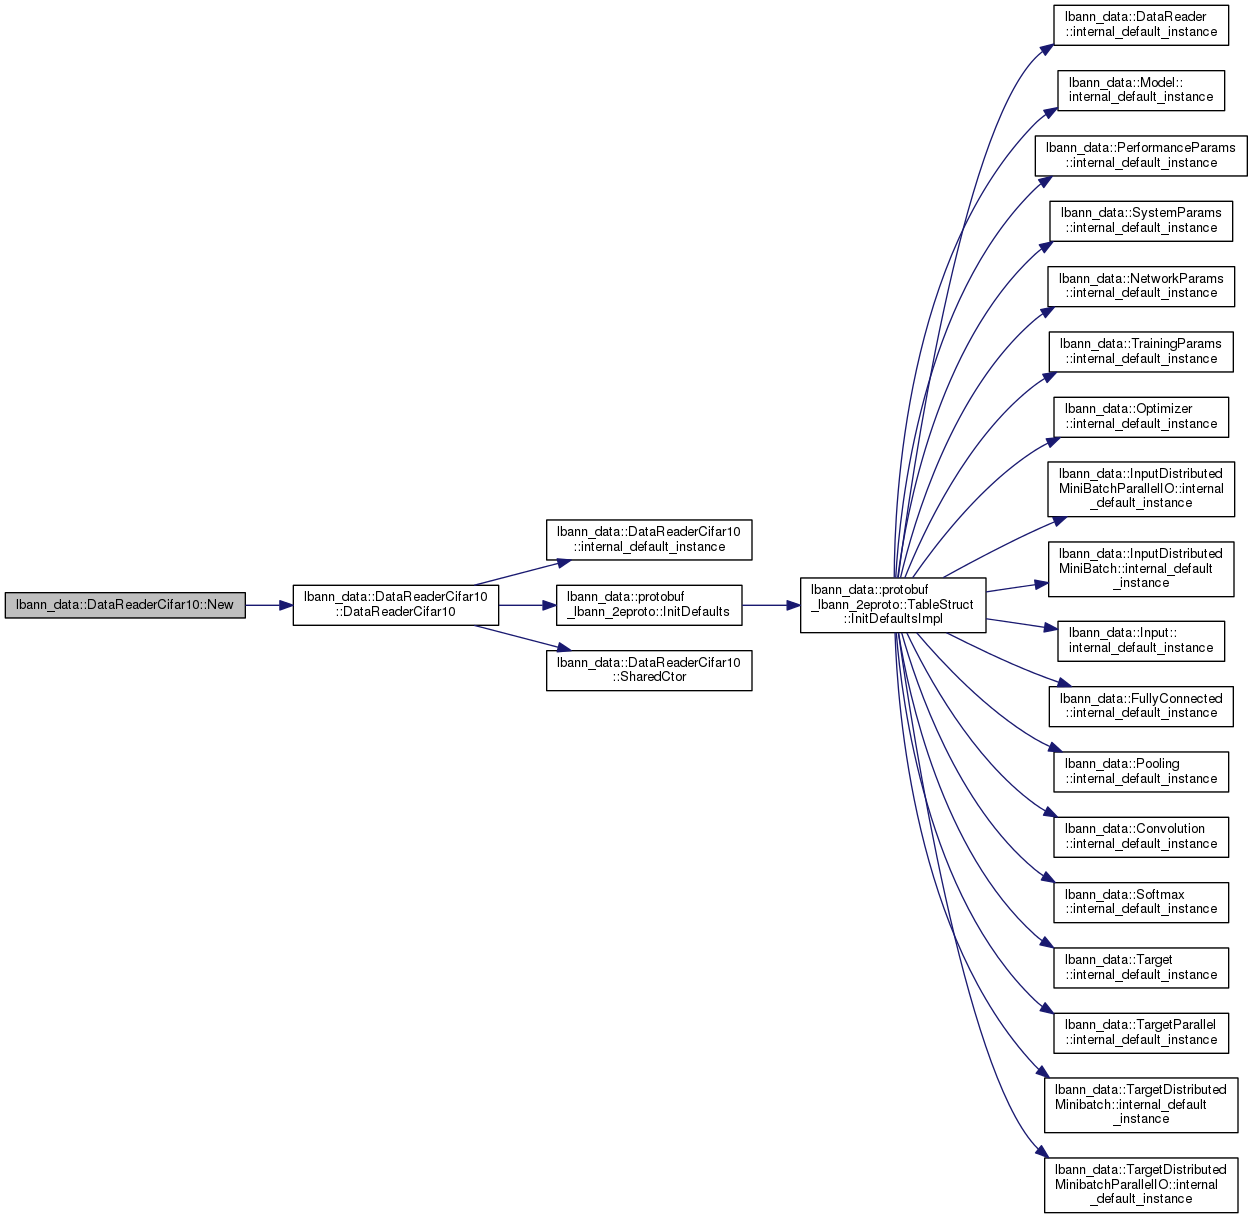 lbann_data::DataReaderCifar10::New
lbann_data::DataReaderCifar10
::DataReaderCifar10
lbann_data::DataReaderCifar10
::internal_default_instance
lbann_data::protobuf
_lbann_2eproto::InitDefaults
lbann_data::DataReaderCifar10
::SharedCtor
lbann_data::protobuf
_lbann_2eproto::TableStruct
::InitDefaultsImpl
lbann_data::DataReader
::internal_default_instance
lbann_data::Model::
internal_default_instance
lbann_data::PerformanceParams
::internal_default_instance
lbann_data::SystemParams
::internal_default_instance
lbann_data::NetworkParams
::internal_default_instance
lbann_data::TrainingParams
::internal_default_instance
lbann_data::Optimizer
::internal_default_instance
lbann_data::InputDistributed
MiniBatchParallelIO::internal
_default_instance
lbann_data::InputDistributed
MiniBatch::internal_default
_instance
lbann_data::Input::
internal_default_instance
lbann_data::FullyConnected
::internal_default_instance
lbann_data::Pooling
::internal_default_instance
lbann_data::Convolution
::internal_default_instance
lbann_data::Softmax
::internal_default_instance
lbann_data::Target
::internal_default_instance
lbann_data::TargetParallel
::internal_default_instance
lbann_data::TargetDistributed
Minibatch::internal_default
_instance
lbann_data::TargetDistributed
MinibatchParallelIO::internal
_default_instance